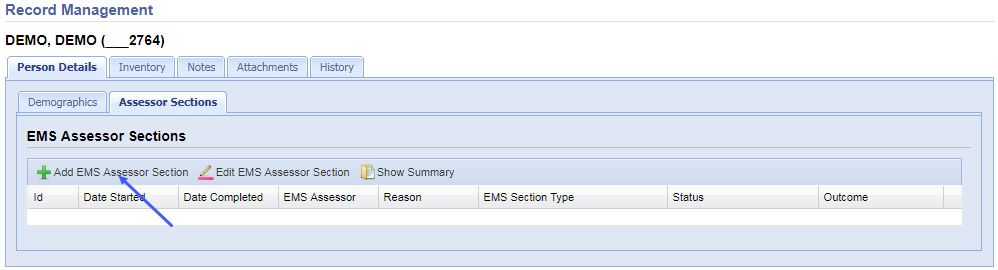 Record Management
DEMO, DEMO (___2764)
Person Details Inventory Notes Attachments History
Demographics Assessor Sections
EMS Assessor Sections
Add EMS Assessor Section Edit EMS Assessor Section Show Summary
Id Date Started Date Completed EMS Assessor Reason EMS Section Type Status Outcome